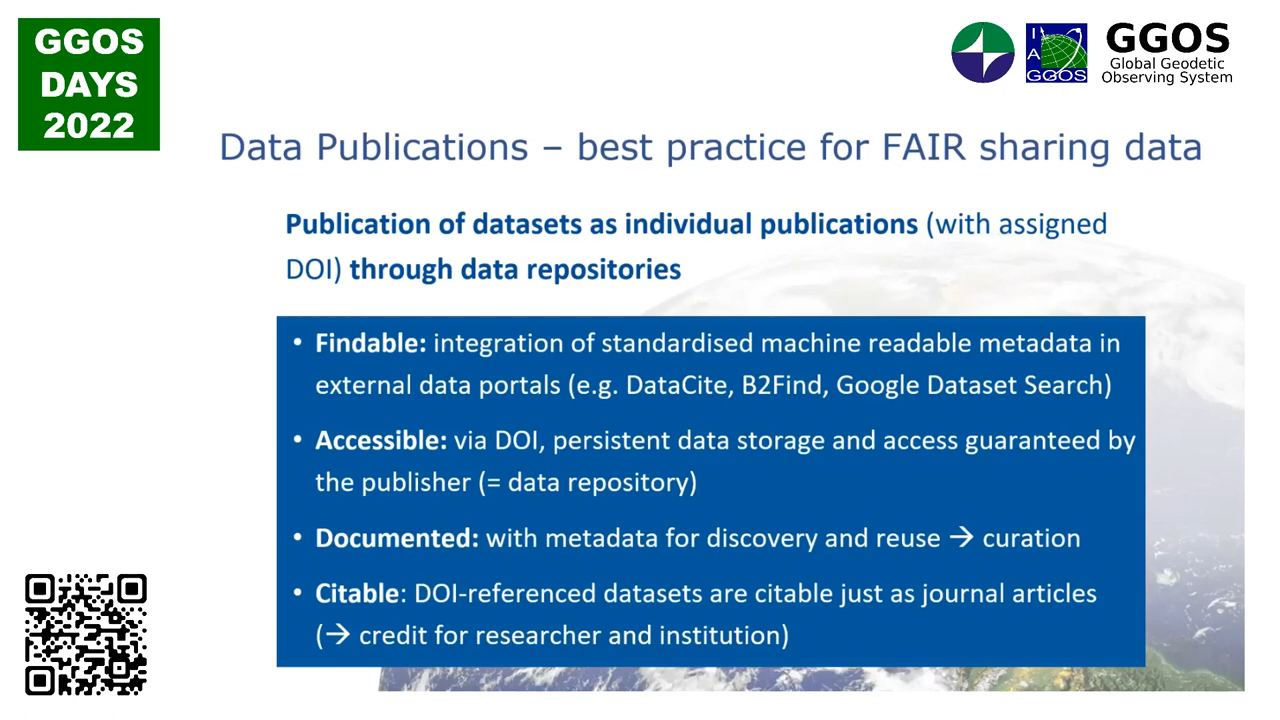 GGOS
DAYS
2022
I
A
GGOS
GGOS
Global Geodetic
Observing System
Data Publications – best practice for FAIR sharing data
Publication of datasets as individual publications (with assigned
DOI) through data repositories
• Findable: integration of standardised machine readable metadata in
external data portals (e.g. DataCite, B2Find, Google Dataset Search)
• Accessible: via DOI, persistent data storage and access guaranteed by
the publisher (= data repository)
• Documented: with metadata for discovery and reuse → curation
• Citable: DOI-referenced datasets are citable just as journal articles
(→ credit for researcher and institution)